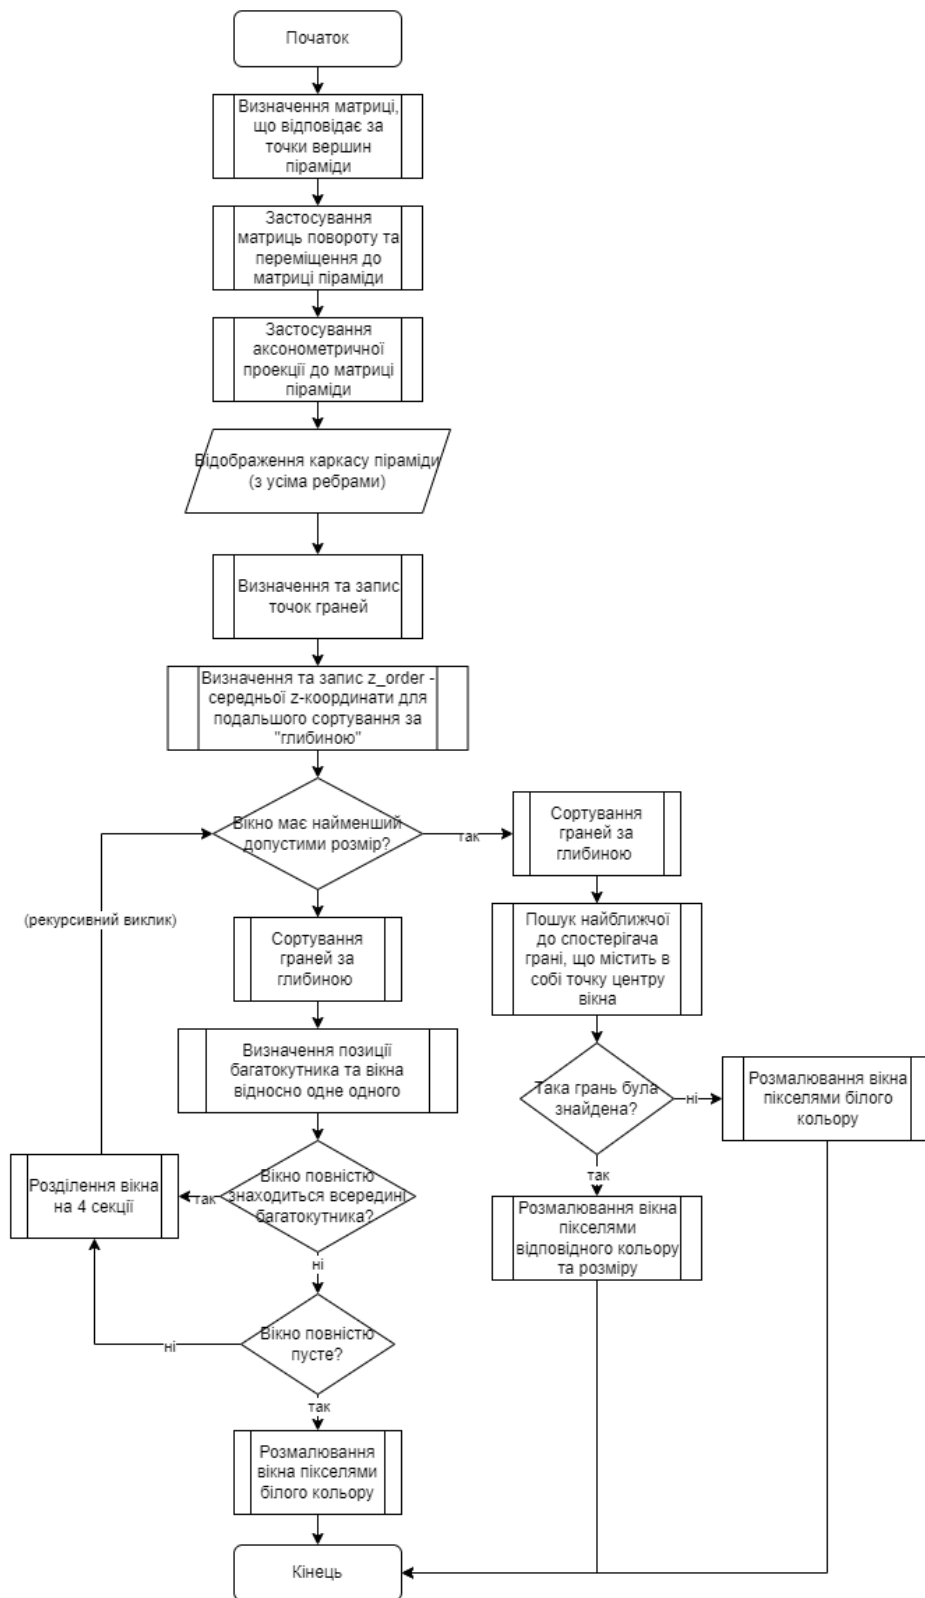 Початок
Визначення матриці,
що відповідає за
точки вершин
піраміди
Застосування
матриць повороту та
переміщення до
матриці піраміди
Застосування
аксонометричної
проекції до матриці
піраміди
Відображення каркасу піраміди
(з усіма ребрами)
Визначення та запис
точок граней
Визначення та запис z_order -
середньої z-координати для
подальшого сортування за
"глибиною"
Вікно має найменший
допустими розмір?
так
Сортування
граней за
глибиною
(рекурсивний виклик)
Сортування
граней за
глибиною
Пошук найближчої
до спостерігача
грані, що містить в
собі точку центру
вікна
Визначення позиції
багатокутника та вікна
відносно одне одного
Така грань була
знайдена?
ні
Розмалювання вікна
пікселями білого
кольору
Вікно повністю
знаходиться всередині
багатокутника?
так
Розділення вікна
на 4 секції
так
Розмалювання вікна
пікселями
відповідного кольору
та розміру
ні
Вікно повністю
пусте?
ні
так
Розмалювання
вікна пікселями
білого кольору
Кінець